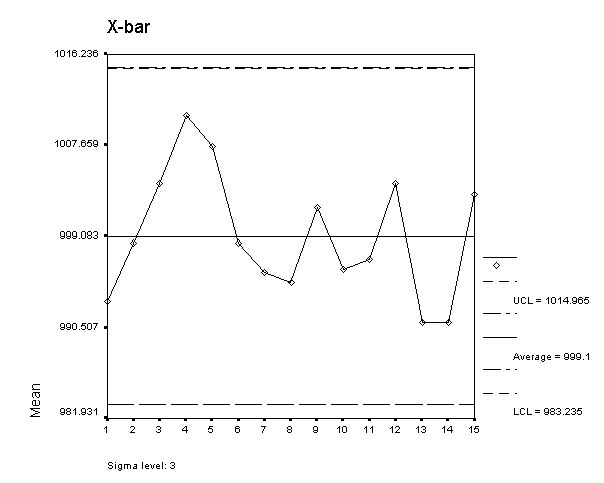 X-bar
1016.236
1007.659
999.083
990.507
981.931
Mean
1 2 3 4 5 6 7 8 9 10 11 12 13 14 15
UCL = 1014.965
Average = 999.1
LCL = 983.235
Sigma level: 3